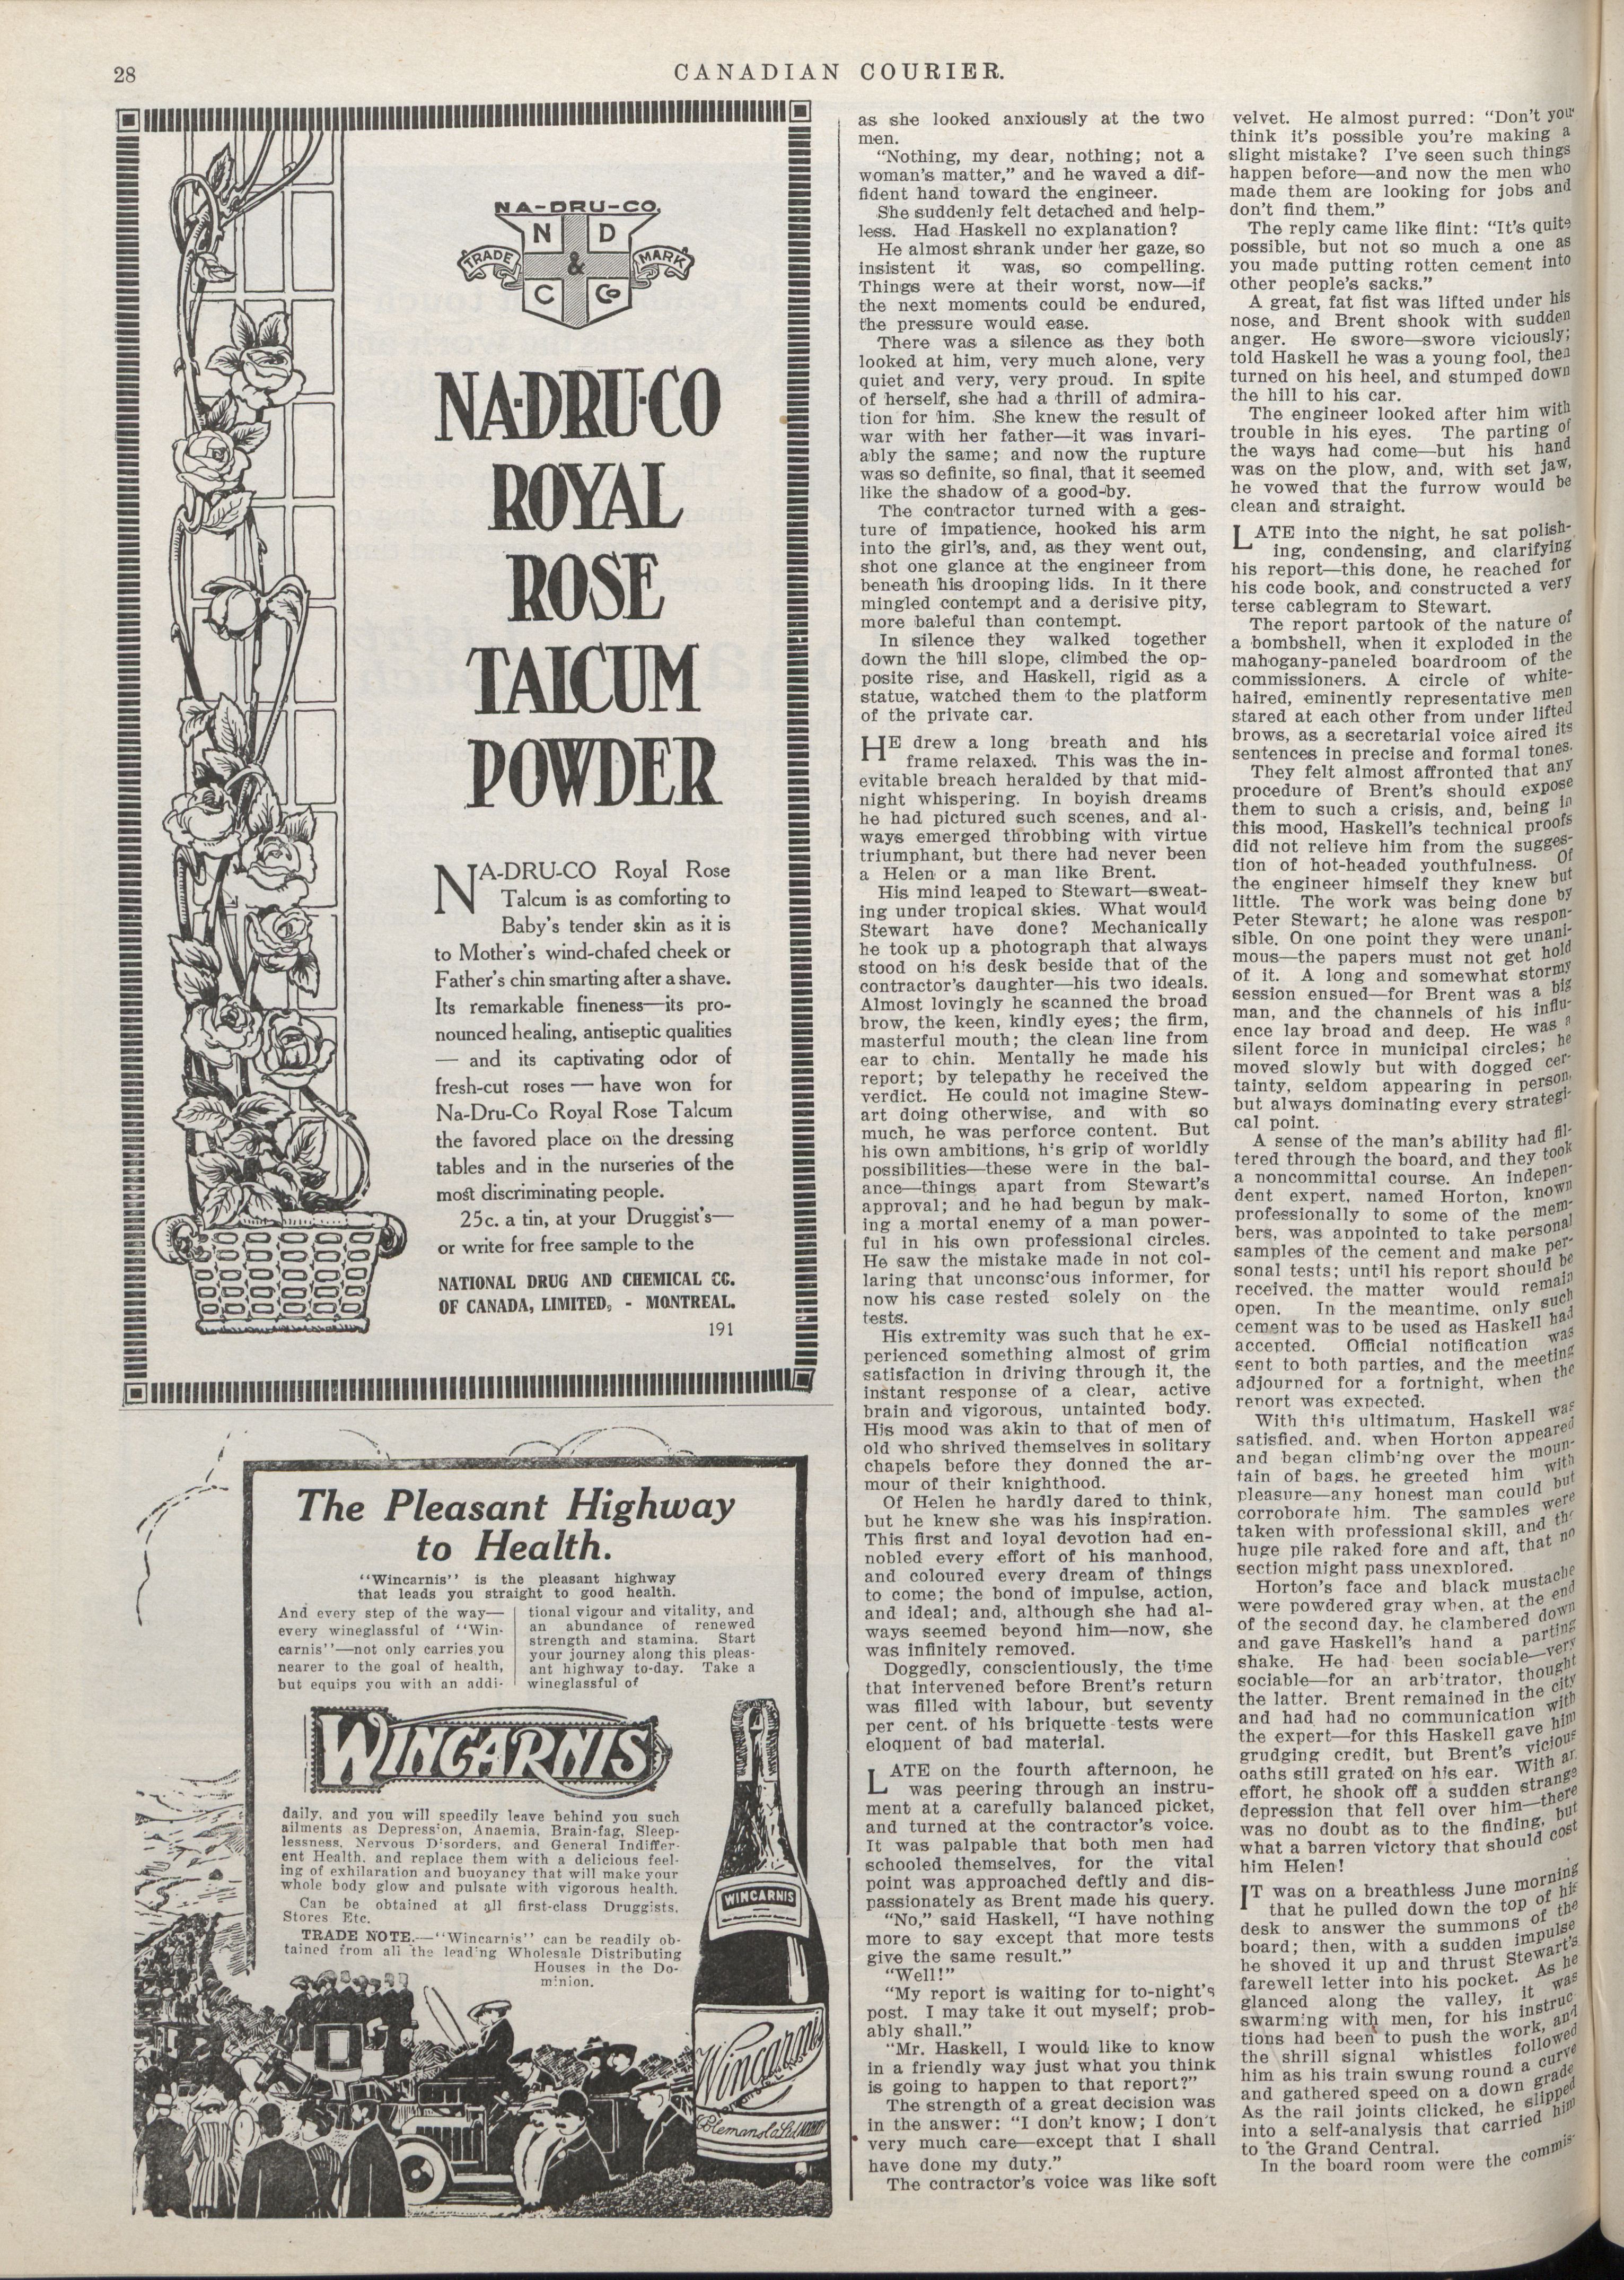 28
CANADIAN COURIER.
NA-DRU-CO.
N D
TRADE & MARK
C Co
NA-DRU-CO
ROYAL
ROSE
TALCUM
POWDER
NA-DRU-CO Royal Rose
Talcum is as comforting to
Baby's tender skin as it is
to Mother's wind-chafed cheek or
Father's chin smarting after a shave.
Its remarkable fineness—its pro-
nounced healing, antiseptic qualities
— and its captivating odor of
fresh-cut roses — have won for
Na-Dru-Co Royal Rose Talcum
the favored place on the dressing
tables and in the nurseries of the
most discriminating people.
25c. a tin, at your Druggist's—
or write for free sample to the
NATIONAL DRUG AND CHEMICAL CO.
OF CANADA, LIMITED, - MONTREAL.
191
The Pleasant Highway
to Health.
"Wincarnis" is the pleasant highway
that leads you straight to good health.
And every step of the way—
every wineglassful of "Win-
carnis"—not only carries you
nearer to the goal of health,
but equips you with an addi-
tional vigour and vitality, and
an abundance of renewed
strength and stamina. Start
your journey along this pleas-
ant highway to-day. Take a
wineglassful of
WINCARNIS
daily, and you will speedily leave behind you such
ailments as Depression, Anaemia, Brain-fag, Sleep-
lessness, Nervous Disorders, and General Indiffer-
ent Health, and replace them with a delicious feel-
ing of exhilaration and buoyancy that will make your
whole body glow and pulsate with vigorous health.
Can be obtained at all first-class Druggists,
Stores Etc.
TRADE NOTE.—"Wincarnis" can be readily ob-
tained from all the leading Wholesale Distributing
Houses in the Do-
minion.
WINCARNIS
Wincarnis
Colemans & Co Ltd
as she looked anxiously at the two
men.
"Nothing, my dear, nothing; not a
woman's matter," and he waved a dif-
fident hand toward the engineer.
She suddenly felt detached and help-
less. Had Haskell no explanation?
He almost shrank under her gaze, so
insistent it was, so compelling.
Things were at their worst, now—if
the next moments could be endured,
the pressure would ease.
There was a silence as they both
looked at him, very much alone, very
quiet and very, very proud. In spite
of herself, she had a thrill of admira-
tion for him. She knew the result of
war with her father—it was invari-
ably the same; and now the rupture
was so definite, so final, that it seemed
like the shadow of a good-by.
The contractor turned with a ges-
ture of impatience, hooked his arm
into the girl's, and, as they went out,
shot one glance at the engineer from
beneath his drooping lids. In it there
mingled contempt and a derisive pity,
more baleful than contempt.
In silence they walked together
down the hill slope, climbed the op-
posite rise, and Haskell, rigid as a
statue, watched them to the platform
of the private car.
HE drew a long breath and his
frame relaxed. This was the in-
evitable breach heralded by that mid-
night whispering. In boyish dreams
he had pictured such scenes, and al-
ways emerged throbbing with virtue
triumphant, but there had never been
a Helen or a man like Brent.
His mind leaped to Stewart—sweat-
ing under tropical skies. What would
Stewart have done? Mechanically
he took up a photograph that always
stood on his desk beside that of the
contractor's daughter—his two ideals.
Almost lovingly he scanned the broad
brow, the keen, kindly eyes; the firm,
masterful mouth; the clean line from
ear to chin. Mentally he made his
report; by telepathy he received the
verdict. He could not imagine Stew-
art doing otherwise, and with so
much, he was perforce content. But
his own ambitions, his grip of worldly
possibilities—these were in the bal-
ance—things apart from Stewart's
approval; and he had begun by mak-
ing a mortal enemy of a man power-
ful in his own professional circles.
He saw the mistake made in not col-
laring that unconscious informer, for
now his case rested solely on the
tests.
His extremity was such that he ex-
perienced something almost of grim
satisfaction in driving through it, the
instant response of a clear, active
brain and vigorous, untainted body.
His mood was akin to that of men of
old who shrived themselves in solitary
chapels before they donned the ar-
mour of their knighthood.
Of Helen he hardly dared to think,
but he knew she was his inspiration.
This first and loyal devotion had en-
nobled every effort of his manhood,
and coloured every dream of things
to come; the bond of impulse, action,
and ideal; and, although she had al-
ways seemed beyond him—now, she
was infinitely removed.
Doggedly, conscientiously, the time
that intervened before Brent's return
was filled with labour, but seventy
per cent. of his briquette tests were
eloquent of bad material.
LATE on the fourth afternoon, he
was peering through an instru-
ment at a carefully balanced picket,
and turned at the contractor's voice.
It was palpable that both men had
schooled themselves, for the vital
point was approached deftly and dis-
passionately as Brent made his query.
"No," said Haskell, "I have nothing
more to say except that more tests
give the same result."
"Well!"
"My report is waiting for to-night's
post. I may take it out myself; prob-
ably shall."
"Mr. Haskell, I would like to know
in a friendly way just what you think
is going to happen to that report?"
The strength of a great decision was
in the answer: "I don't know; I don't
very much care—except that I shall
have done my duty."
The contractor's voice was like soft
velvet. He almost purred: "Don't you
think it's possible you're making a
slight mistake? I've seen such things
happen before—and now the men who
made them are looking for jobs and
don't find them."
The reply came like flint: "It's quite
possible, but not so much a one as
you made putting rotten cement into
other people's sacks."
A great, fat fist was lifted under his
nose, and Brent shook with sudden
anger. He swore—swore viciously;
told Haskell he was a young fool, then
turned on his heel, and stumped down
the hill to his car.
The engineer looked after him with
trouble in his eyes. The parting of
the ways had come—but his hand
was on the plow, and, with set jaw,
he vowed that the furrow would be
clean and straight.
LATE into the night, he sat polish-
ing, condensing, and clarifying
his report—this done, he reached for
his code book, and constructed a very
terse cablegram to Stewart.
The report partook of the nature of
a bombshell, when it exploded in the
mahogany-paneled boardroom of the
commissioners. A circle of white-
haired, eminently representative men
stared at each other from under lifted
brows, as a secretarial voice aired its
sentences in precise and formal tones.
They felt almost affronted that any
procedure of Brent's should expose
them to such a crisis, and, being in
this mood, Haskell's technical proofs
did not relieve him from the sugges-
tion of hot-headed youthfulness. Of
the engineer himself they knew but
little. The work was being done by
Peter Stewart; he alone was respon-
sible. On one point they were unani-
mous—the papers must not get hold
of it. A long and somewhat stormy
session ensued—for Brent was a big
man, and the channels of his influ-
ence lay broad and deep. He was a
silent force in municipal circles; he
moved slowly but with dogged cer-
tainty, seldom appearing in person,
but always dominating every strategi-
cal point.
A sense of the man's ability had fil-
tered through the board, and they took
a noncommittal course. An indepen-
dent expert, named Horton, known
professionally to some of the mem-
bers, was appointed to take personal
samples of the cement and make per-
sonal tests; until his report should be
received, the matter would remain
open. In the meantime, only such
cement was to be used as Haskell had
accepted. Official notification was
sent to both parties, and the meeting
adjourned for a fortnight, when the
report was expected.
With this ultimatum, Haskell was
satisfied, and, when Horton appeared
and began climbing over the moun-
tain of bags, he greeted him with
pleasure—any honest man could but
corroborate him. The samples were
taken with professional skill, and the
huge pile raked fore and aft, that no
section might pass unexplored.
Horton's face and black mustache
were powdered gray when, at the end
of the second day, he clambered down
and gave Haskell's hand a parting
shake. He had been sociable—very
sociable—for an arbitrator, thought
the latter. Brent remained in the city
and had had no communication with
the expert—for this Haskell gave him
grudging credit, but Brent's vicious
oaths still grated on his ear. With an
effort, he shook off a sudden strange
depression that fell over him—there
was no doubt as to the finding, but
what a barren victory that should cost
him Helen!
IT was on a breathless June morning
that he pulled down the top of his
desk to answer the summons of the
board; then, with a sudden impulse
he shoved it up and thrust Stewart's
farewell letter into his pocket. As he
glanced along the valley, it was
swarming with men, for his instruc-
tions had been to push the work, and
the shrill signal whistles followed
him as his train swung round a curve
and gathered speed on a down grade.
As the rail joints clicked, he slipped
into a self-analysis that carried him
to the Grand Central.
In the board room were the commis-